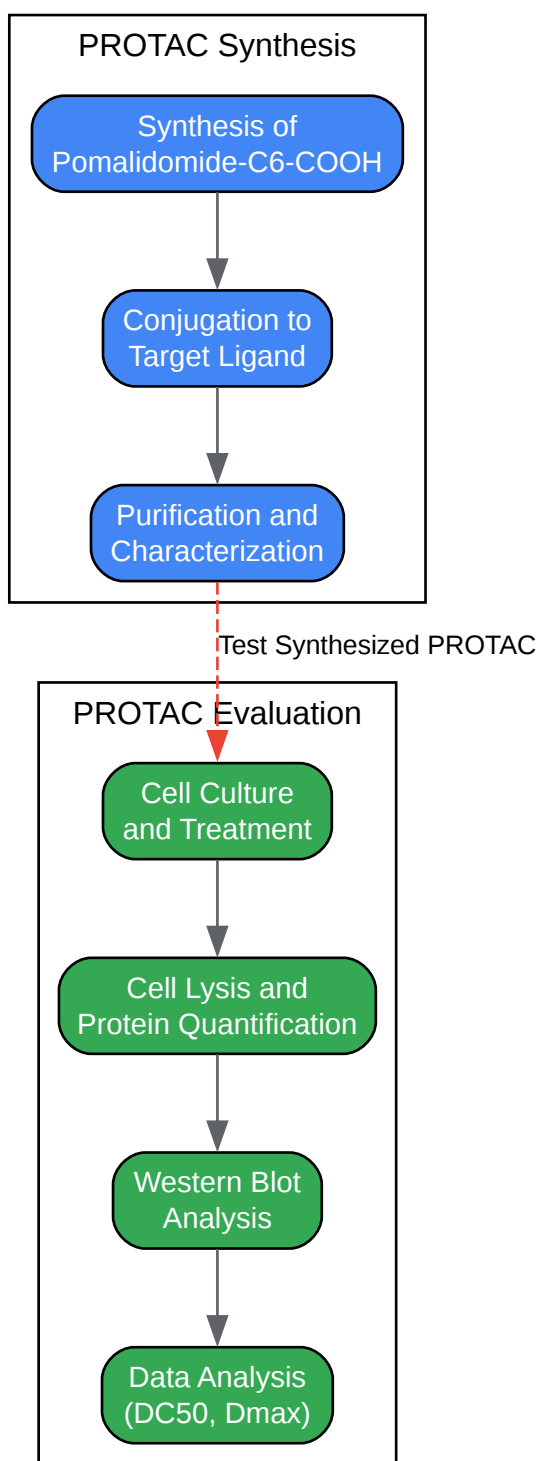 PROTAC Synthesis
Synthesis of
Pomalidomide-C6-COOH
Conjugation to
Target Ligand
Purification and
Characterization
Test Synthesized PROTAC
PROTAC Evaluation
Cell Culture
and Treatment
Cell Lysis and
Protein Quantification
Western Blot
Analysis
Data Analysis
(DC50, Dmax)